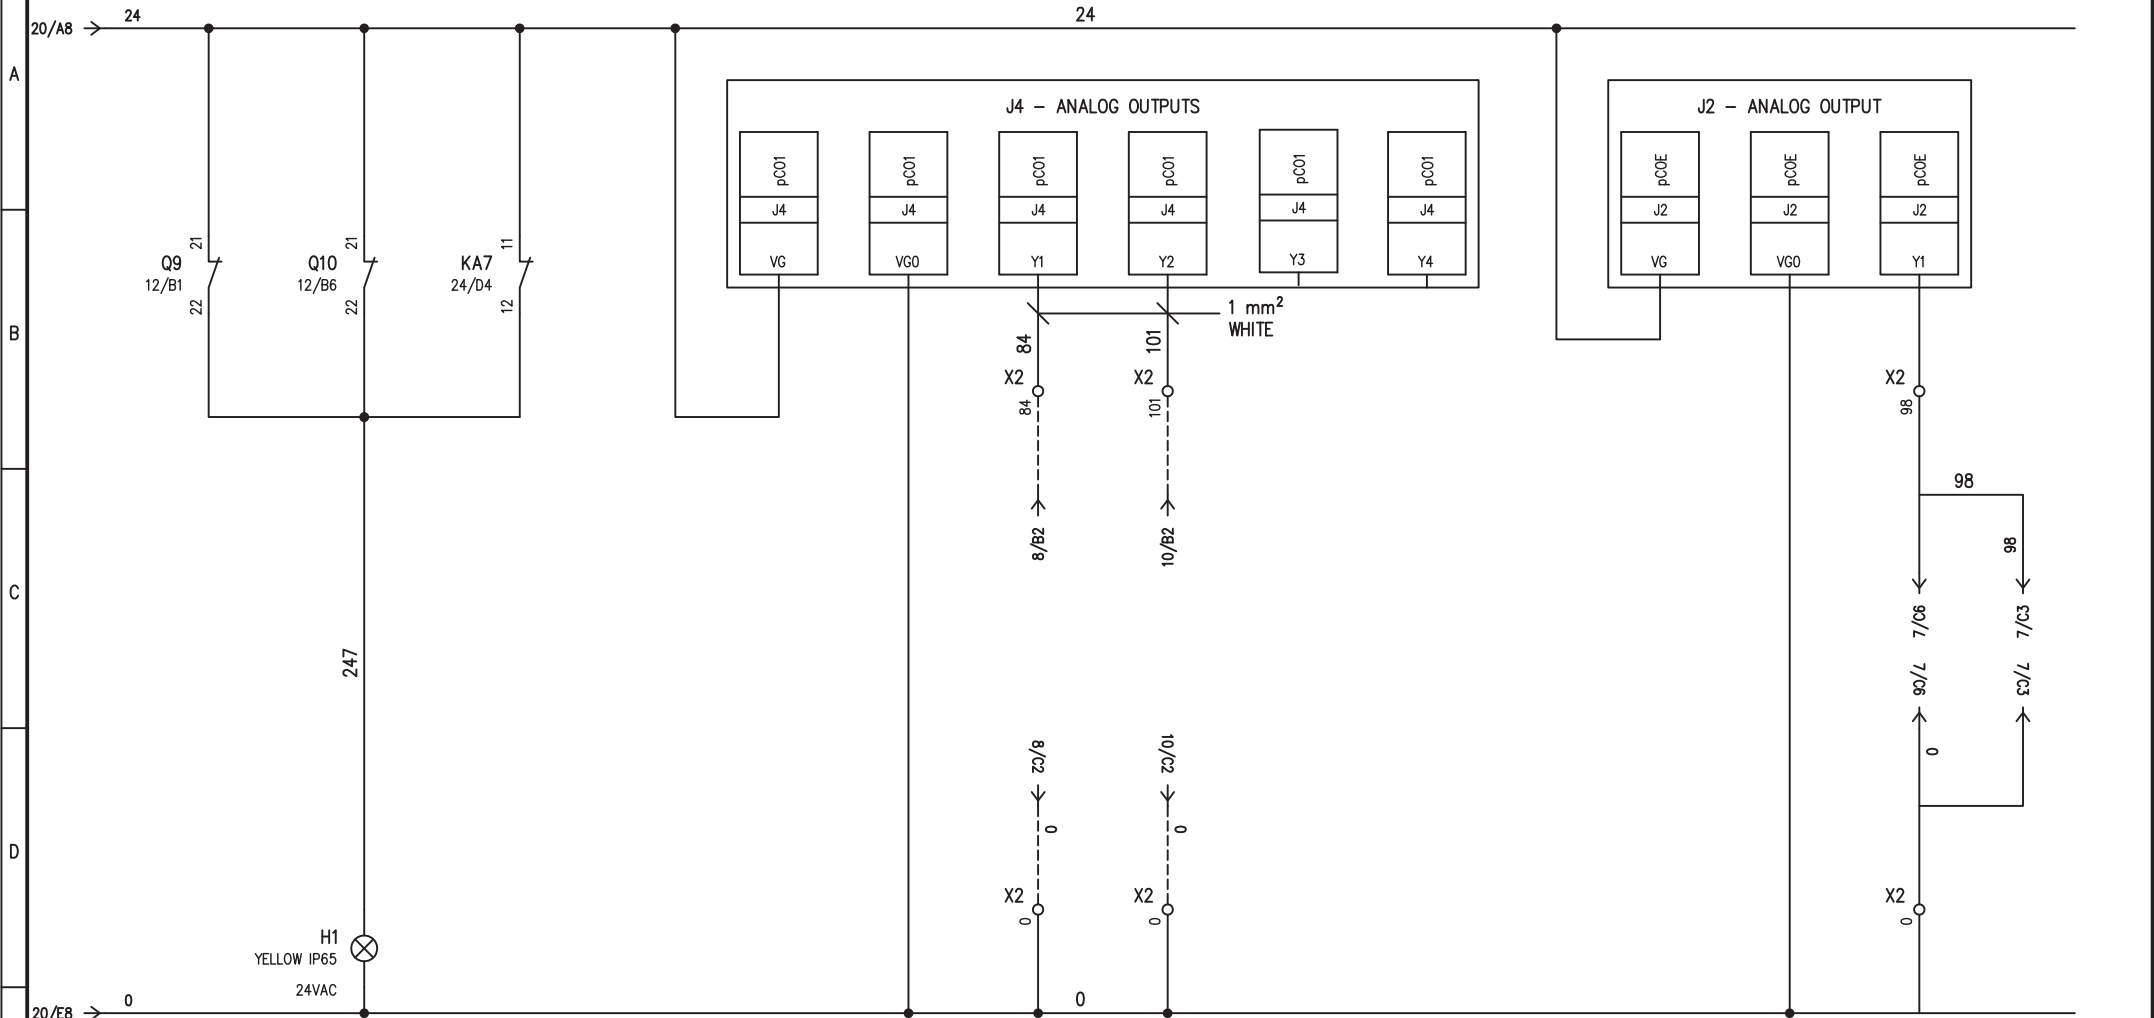 24
24
20/A8
A
J4 - ANALOG OUTPUTS
J2 - ANALOG OUTPUT
pCO1
pCO1
pCO1
pCO1
pCO1
pCO1
pCOE
pCOE
pCOE
J4
J4
J4
J4
J4
J4
J2
J2
J2
VG
VG0
Y1
Y2
Y3
Y4
VG
VG0
Y1
21
21
11
Q9
Q10
KA7
12/B1
12/B6
24/D4
22
22
12
B
1 mm²
WHITE
84
101
X2
X2
X2
84
101
98
98
98
8/B2
10/B2
C
7/C6
7/C3
247
7/C6
7/C3
8/C2
10/C2
0
0
0
D
X2
X2
X2
0
0
0
H1
YELLOW IP65
24VAC
0
0
20/E8